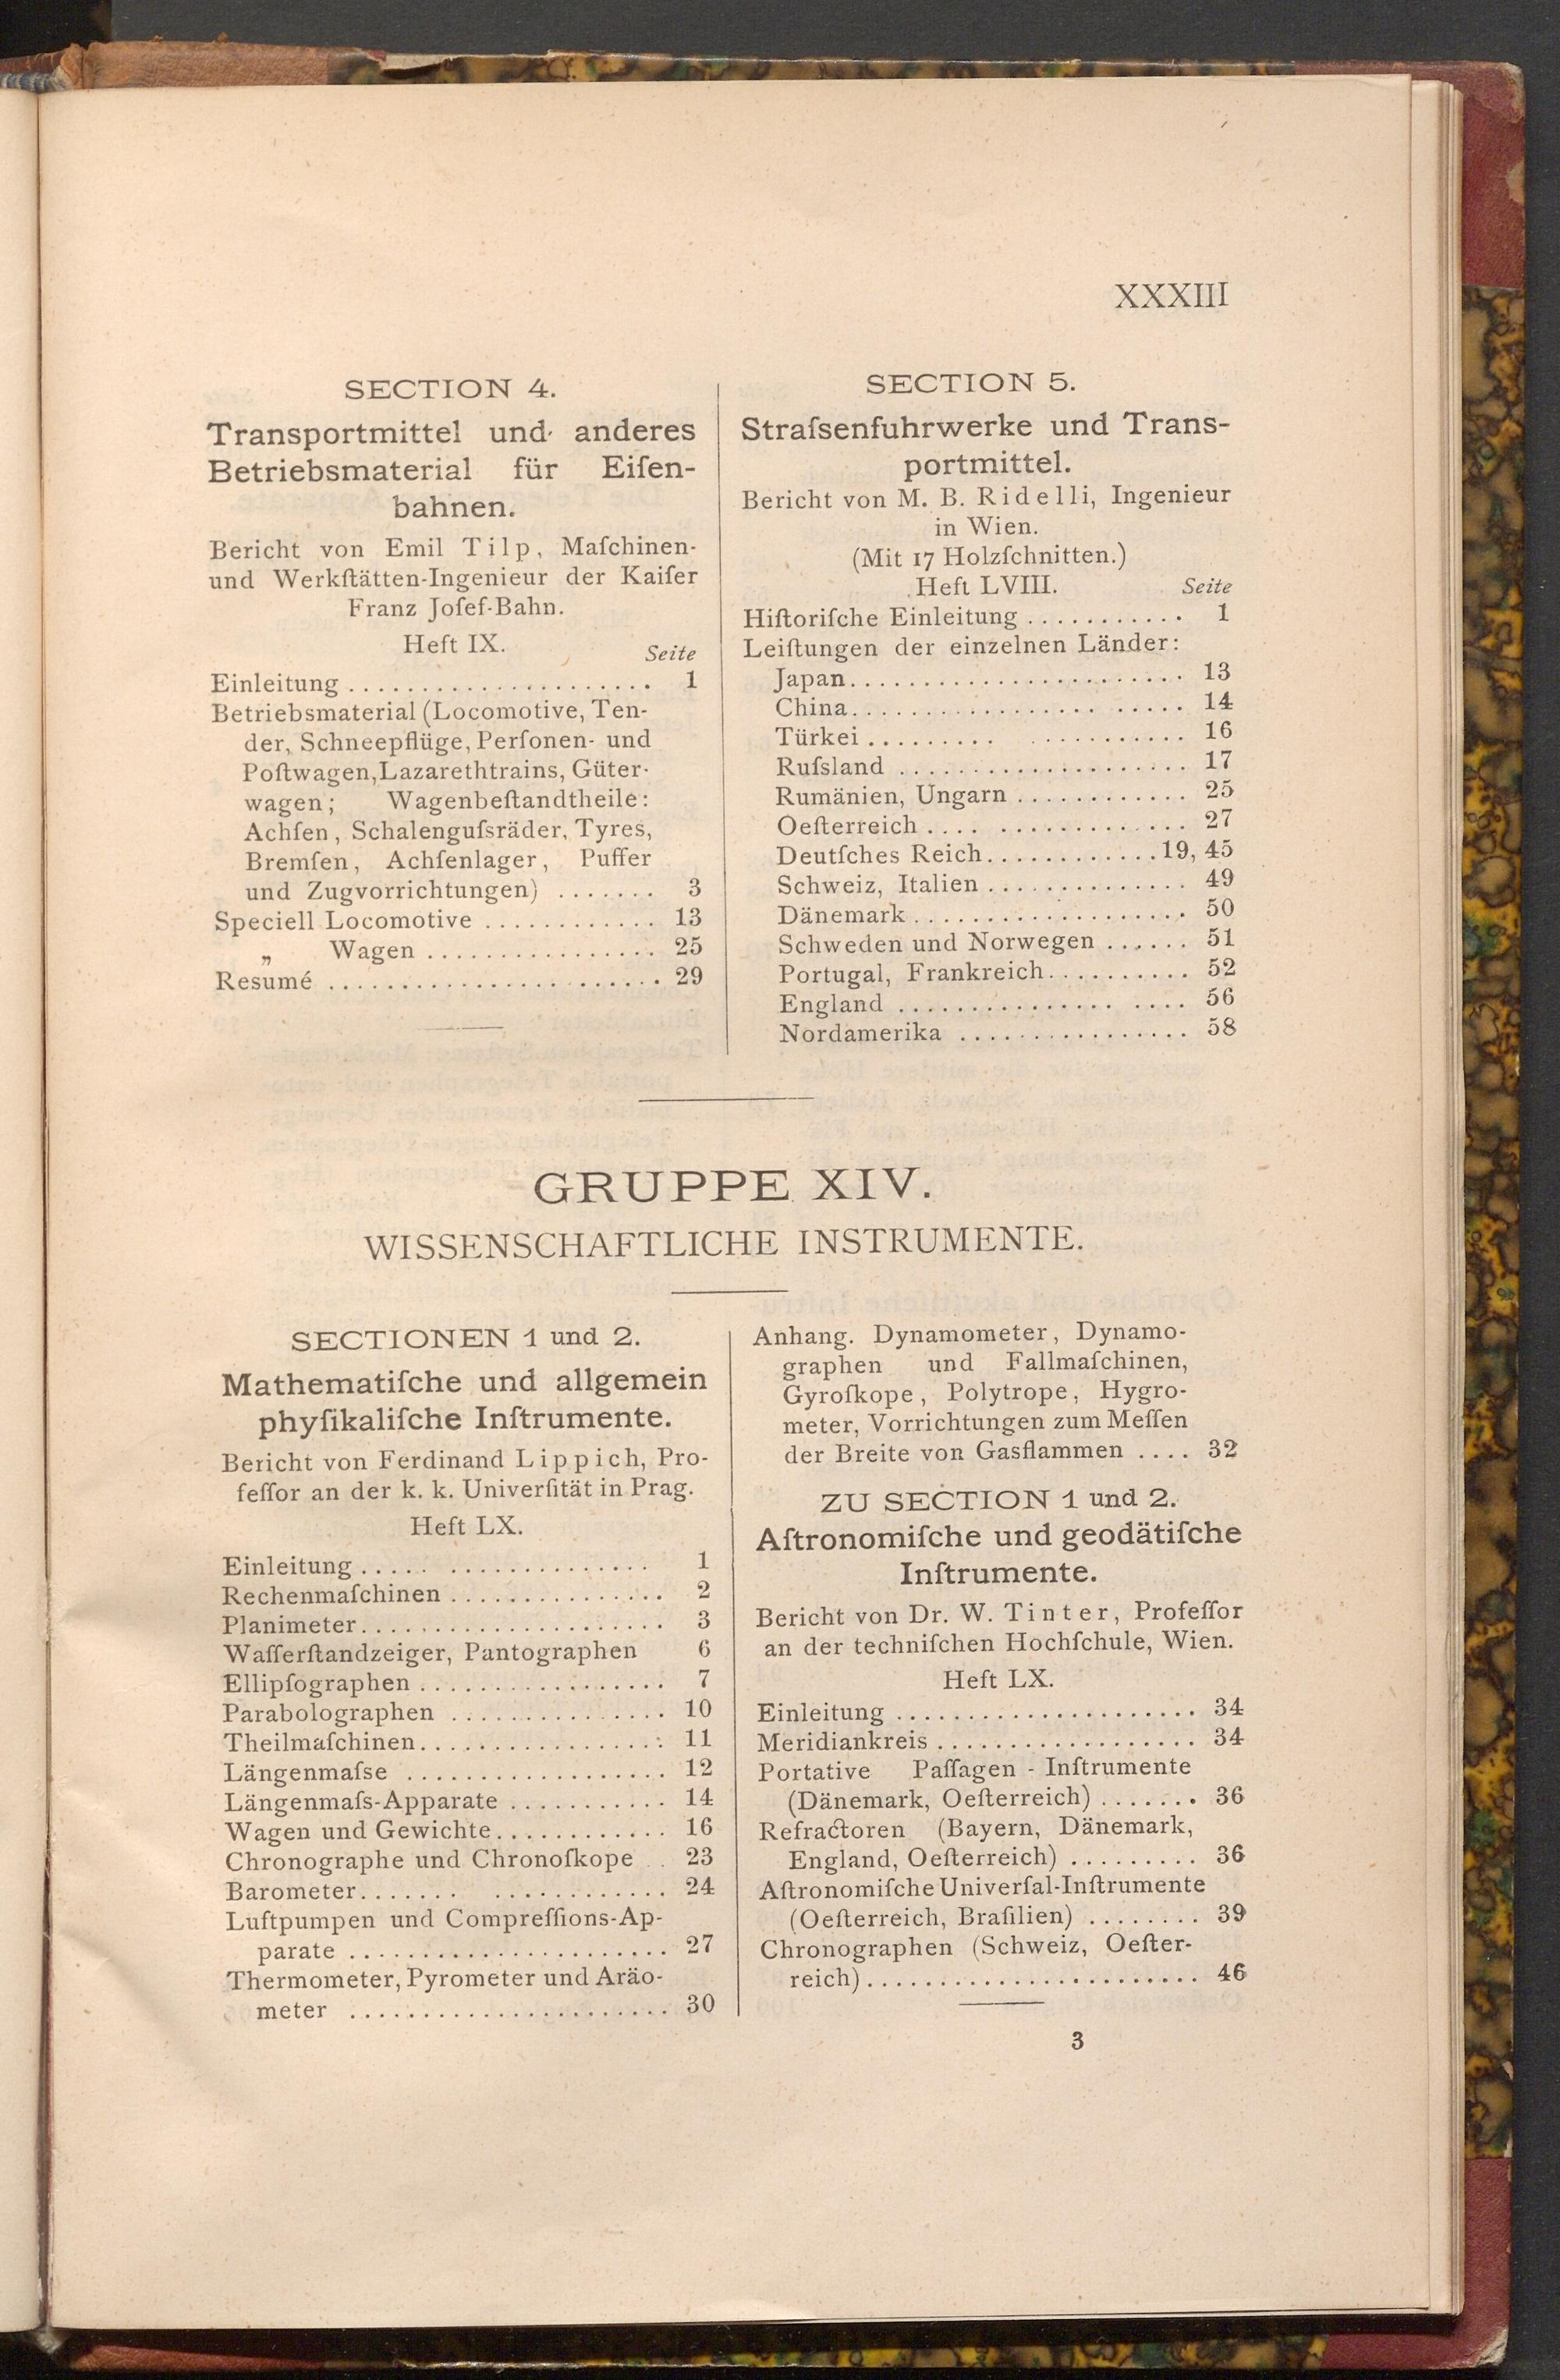 XXXIII
SECTION 4.
Transportmittel und anderes
Betriebsmaterial für Eiſen-
bahnen.
Bericht von Emil Tilp, Maſchinen-
und Werkſtätten-Ingenieur der Kaiſer
Franz Joſef-Bahn.
Heft IX.
Seite
Einleitung ..................... 1
Betriebsmaterial (Locomotive, Ten-
der, Schneepflüge, Perſonen- und
Poſtwagen, Lazarethtrains, Güter-
wagen; Wagenbeſtandtheile:
Achſen, Schalenguſsräder, Tyres,
Bremſen, Achſenlager, Puffer
und Zugvorrichtungen) ....... 3
Speciell Locomotive ............ 13
„ Wagen ................ 25
Resumé ....................... 29
SECTION 5.
Straſsenfuhrwerke und Trans-
portmittel.
Bericht von M. B. Ridelli, Ingenieur
in Wien.
(Mit 17 Holzſchnitten.)
Heft LVIII. Seite
Hiſtoriſche Einleitung ........... 1
Leiſtungen der einzelnen Länder:
Japan....................... 13
China....................... 14
Türkei ...................... 16
Ruſsland .................... 17
Rumänien, Ungarn ............ 25
Oeſterreich .................. 27
Deutſches Reich............19, 45
Schweiz, Italien .............. 49
Dänemark ................... 50
Schweden und Norwegen ...... 51
Portugal, Frankreich.......... 52
England .................... 56
Nordamerika ................ 58
GRUPPE XIV.
WISSENSCHAFTLICHE INSTRUMENTE.
SECTIONEN 1 und 2.
Mathematiſche und allgemein
phyſikaliſche Inſtrumente.
Bericht von Ferdinand Lippich, Pro-
feſſor an der k. k. Univerſität in Prag.
Heft LX.
Einleitung ..................... 1
Rechenmaſchinen ............... 2
Planimeter..................... 3
Waſſerſtandzeiger, Pantographen 6
Ellipſographen ................. 7
Parabolographen ............... 10
Theilmaſchinen................. 11
Längenmaſse .................. 12
Längenmaſs-Apparate ........... 14
Wagen und Gewichte............ 16
Chronographe und Chronoſkope .. 23
Barometer..................... 24
Luftpumpen und Compreſſions-Ap-
parate ...................... 27
Thermometer, Pyrometer und Aräo-
meter ...................... 30
Anhang. Dynamometer, Dynamo-
graphen und Fallmaſchinen,
Gyroſkope, Polytrope, Hygro-
meter, Vorrichtungen zum Meſſen
der Breite von Gasflammen .... 32
ZU SECTION 1 und 2.
Aſtronomiſche und geodätiſche
Inſtrumente.
Bericht von Dr. W. Tinter, Profeſſor
an der techniſchen Hochſchule, Wien.
Heft LX.
Einleitung ..................... 34
Meridiankreis .................. 34
Portative Paſſagen - Inſtrumente
(Dänemark, Oeſterreich) ....... 36
Refractoren (Bayern, Dänemark,
England, Oeſterreich) ......... 36
Aſtronomiſche Univerſal-Inſtrumente
(Oeſterreich, Braſilien) ........ 39
Chronographen (Schweiz, Oeſter-
reich)....................... 46
3